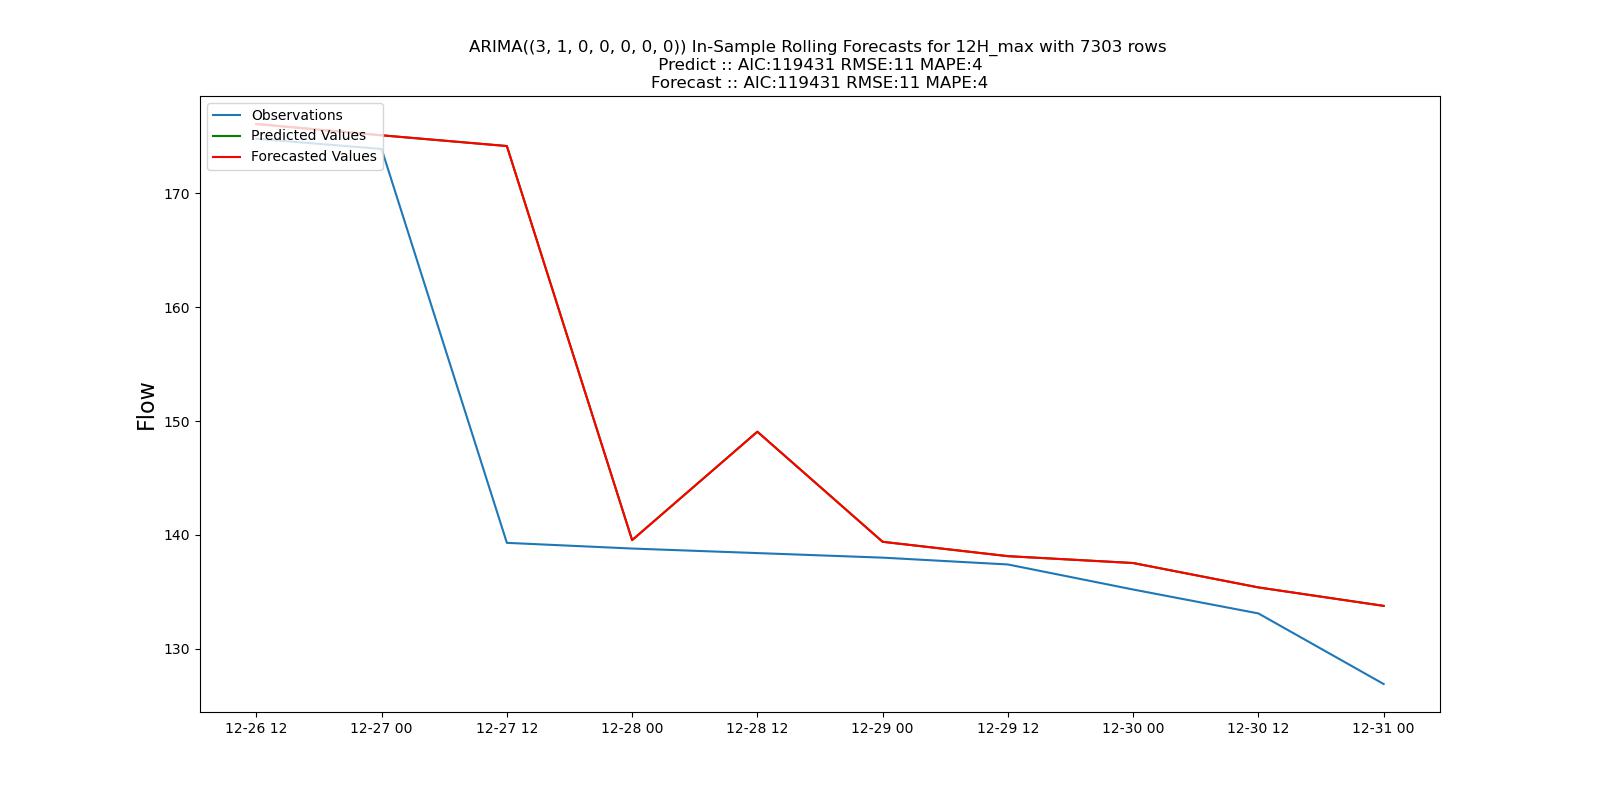 ARIMA((3, 1, 0, 0, 0, 0, 0)) In-Sample Rolling Forecasts for 12H_max with 7303 rows
Predict :: AIC:119431 RMSE:11 MAPE:4
Forecast :: AIC:119431 RMSE:11 MAPE:4
Observations
Predicted Values
Forecasted Values
170
160
150
140
130
Flow
12-26 12
12-27 00
12-27 12
12-28 00
12-28 12
12-29 00
12-29 12
12-30 00
12-30 12
12-31 00